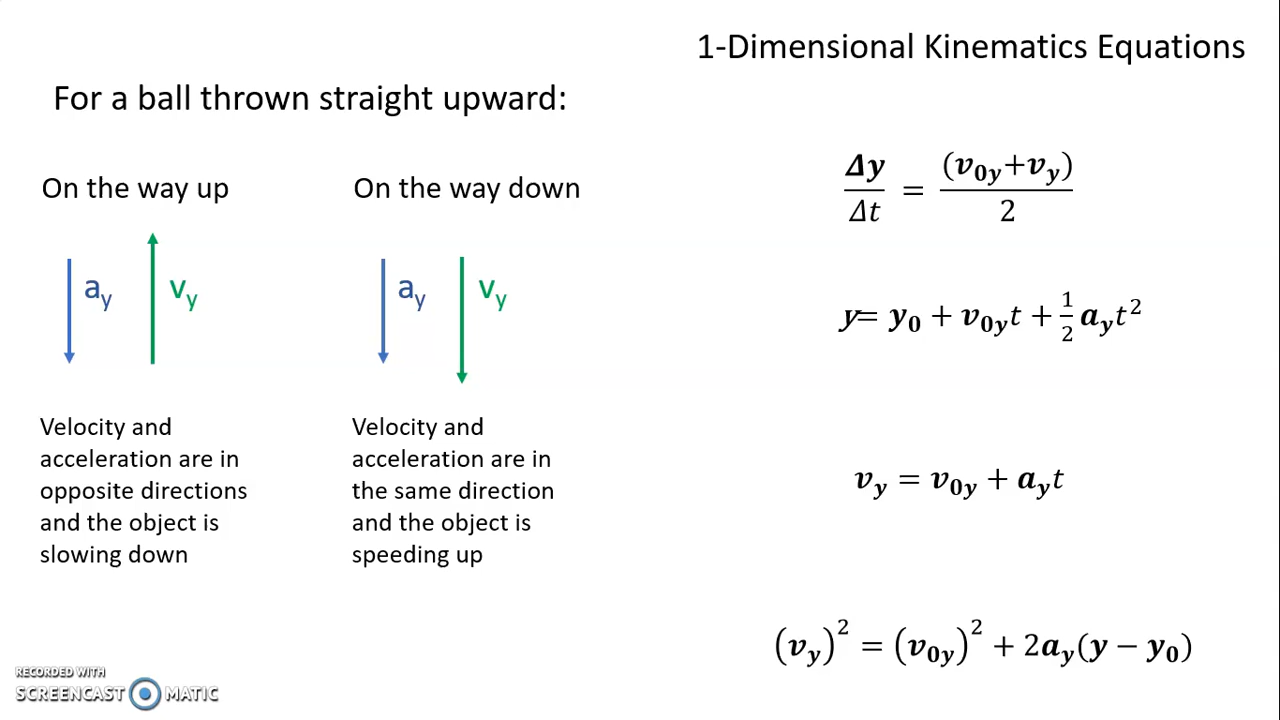 1-Dimensional Kinematics Equations
For a ball thrown straight upward:
On the way up
On the way down
a_y
v_y
a_y
v_y
Velocity and
acceleration are in
opposite directions
and the object is
slowing down
Velocity and
acceleration are in
the same direction
and the object is
speeding up
Δy/Δt = (v_0y+v_y)/2
y= y_0 + v_0y t + 1/2 a_y t²
v_y = v_0y + a_y t
(v_y)² = (v_0y)² + 2a_y(y − y_0)
RECORDED WITH
SCREENCAST MATIC